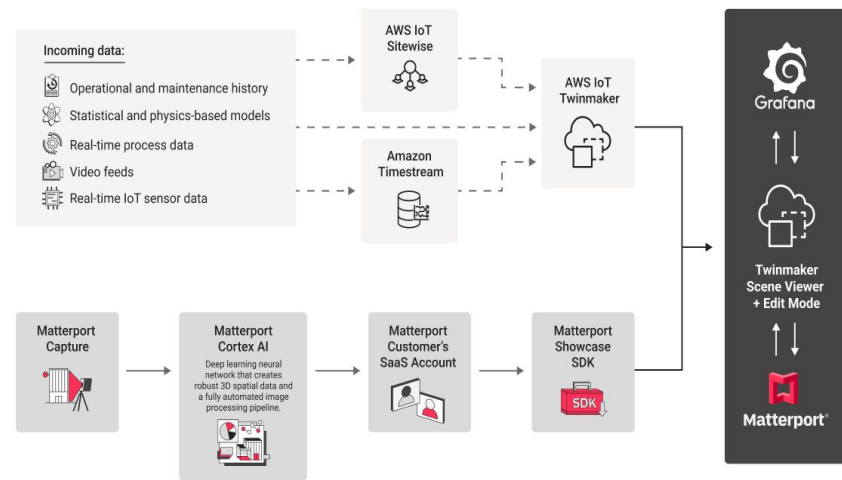 Incoming data:
Operational and maintenance history
Statistical and physics-based models
Real-time process data
Video feeds
Real-time IoT sensor data
AWS IoT
Sitewise
Amazon
Timestream
AWS IoT
Twinmaker
Matterport
Capture
Matterport
Cortex AI
Deep learning neural
network that creates
robust 3D spatial data and
a fully automated image
processing pipeline.
Matterport
Customer's
SaaS Account
Matterport
Showcase
SDK
SDK
Grafana
Twinmaker
Scene Viewer
+ Edit Mode
Matterport®